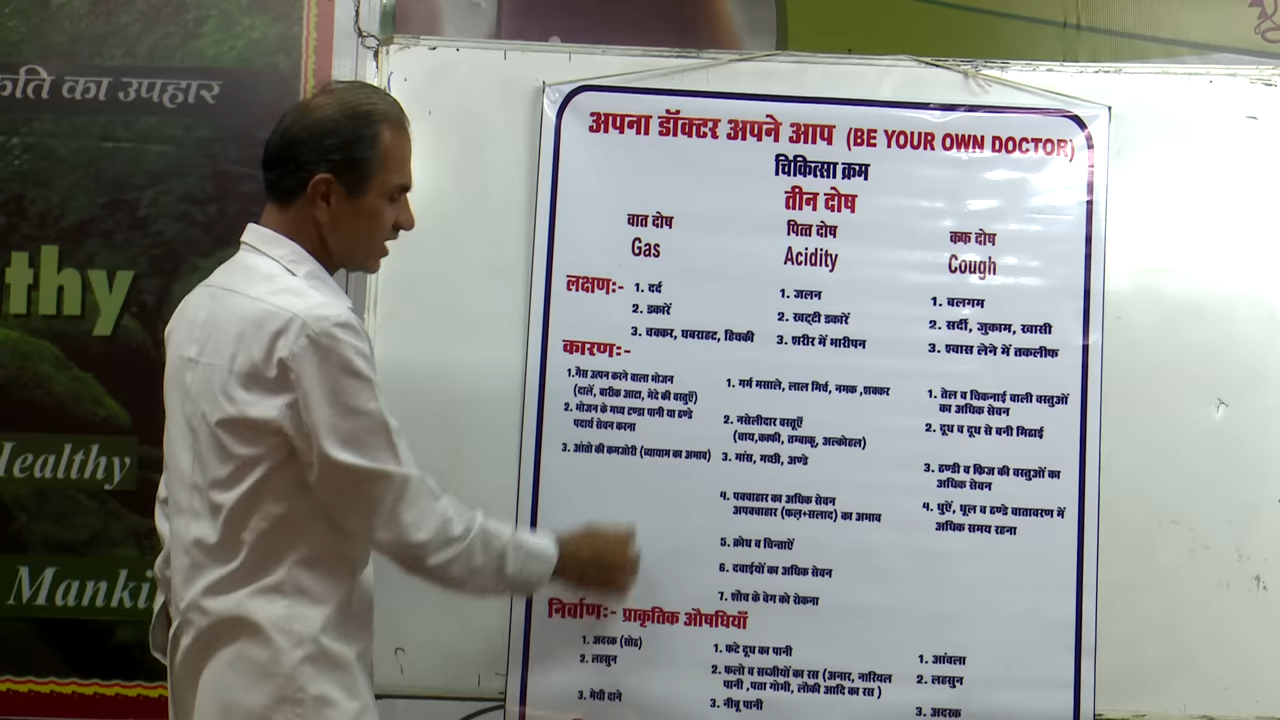 कृति का उपहार
thy
Healthy
Manki
अपना डॉक्टर अपने आप (BE YOUR OWN DOCTOR)
चिकित्सा क्रम
तीन दोष
वात दोष
Gas
पित्त दोष
Acidity
कफ दोष
Cough
लक्षणः-
1. दर्द
2. डकारें
3. चक्कर, घबराहट, हिचकी
1. जलन
2. खट्टी डकारें
3. शरीर में भारीपन
1. बलगम
2. सर्दी, जुकाम, खासी
3. श्वास लेने में तकलीफ
कारणः-
1.गैस उत्पन करने वाला भोजन
(दालें, बारीक आटा, मेदे की वस्तुएँ)
2. भोजन के मध्य टण्डा पानी या ठण्डे
पदार्थ सेवन करना
3. आंतो की कमजोरी (व्यायाम का अभाव)
1. गर्म मसाले, लाल मिर्च, नमक ,शक्कर
2. नसेलीदार वस्तूएँ
(चाय,काफी, तम्बाकू, अल्कोहल)
3. मांस, मच्छी, अण्डे
4. पक्वाहार का अधिक सेवन
अपक्वाहार (फल+सलाद) का अभाव
5. क्रोध व चिन्ताऐं
6. दवाईयों का अधिक सेवन
7. शौच के वेग को रोकना
1. तेल व चिकनाई वाली वस्तुओं
का अधिक सेवन
2. दूध व दूध से बनी मिठाई
3. ठण्डी व फ्रिज की वस्तुओं का
अधिक सेवन
4. धुऐं, धूल व ठण्डे वातावरण में
अधिक समय रहना
निर्वाणः- प्राकृतिक औषधियाँ
1. अदरक (सोंठ)
2. लहसुन
3. मेथी दाने
1. फटे दूध का पानी
2. फलो व सब्जीयों का रस (अनार, नारियल
पानी ,पता गोभी, लौकी आदि का रस )
3. नीबू पानी
1. आंवला
2. लहसुन
3. अदरक